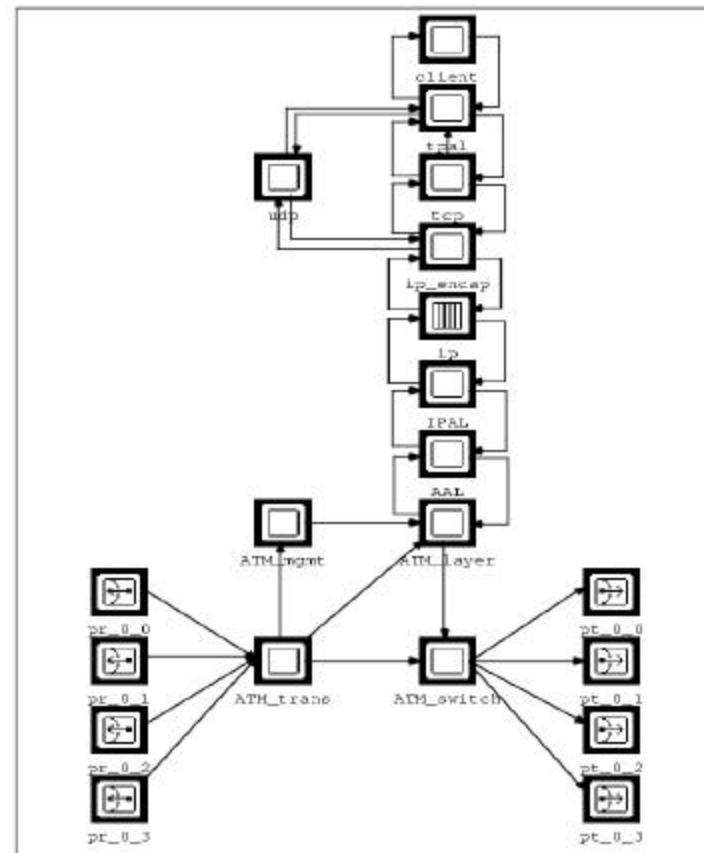 client
tpal
udp
tcp
ip_encap
ip
IPAL
AAL
ATM_mgmt
ATM_layer
pr_0_0
pt_0_0
pr_0_1
ATM_trans
ATM_switch
pt_0_1
pr_0_2
pt_0_2
pr_0_3
pt_0_3